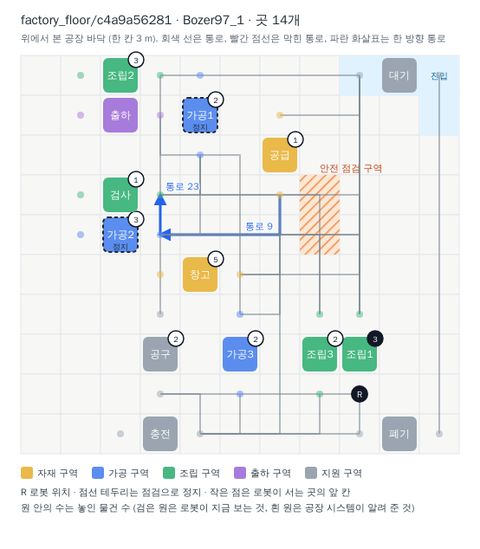 factory_floor/c4a9a56281 · Bozer97_1 · 곳 14개
위에서 본 공장 바닥 (한 칸 3 m). 회색 선은 통로, 빨간 점선은 막힌 통로, 파란 화살표는 한 방향 통로
조립2 3
대기
진입
출하
가공1 2
정지
공급 1
안전 점검 구역
검사 1
통로 23
가공2 3
정지
통로 9
창고 5
공구 2
가공3 2
조립3 2
조립1 3
R
충전
폐기
자재 구역 가공 구역 조립 구역 출하 구역 지원 구역
R 로봇 위치 · 점선 테두리는 점검으로 정지 · 작은 점은 로봇이 서는 곳의 앞 칸
원 안의 수는 놓인 물건 수 (검은 원은 로봇이 지금 보는 것, 흰 원은 공장 시스템이 알려 준 것)